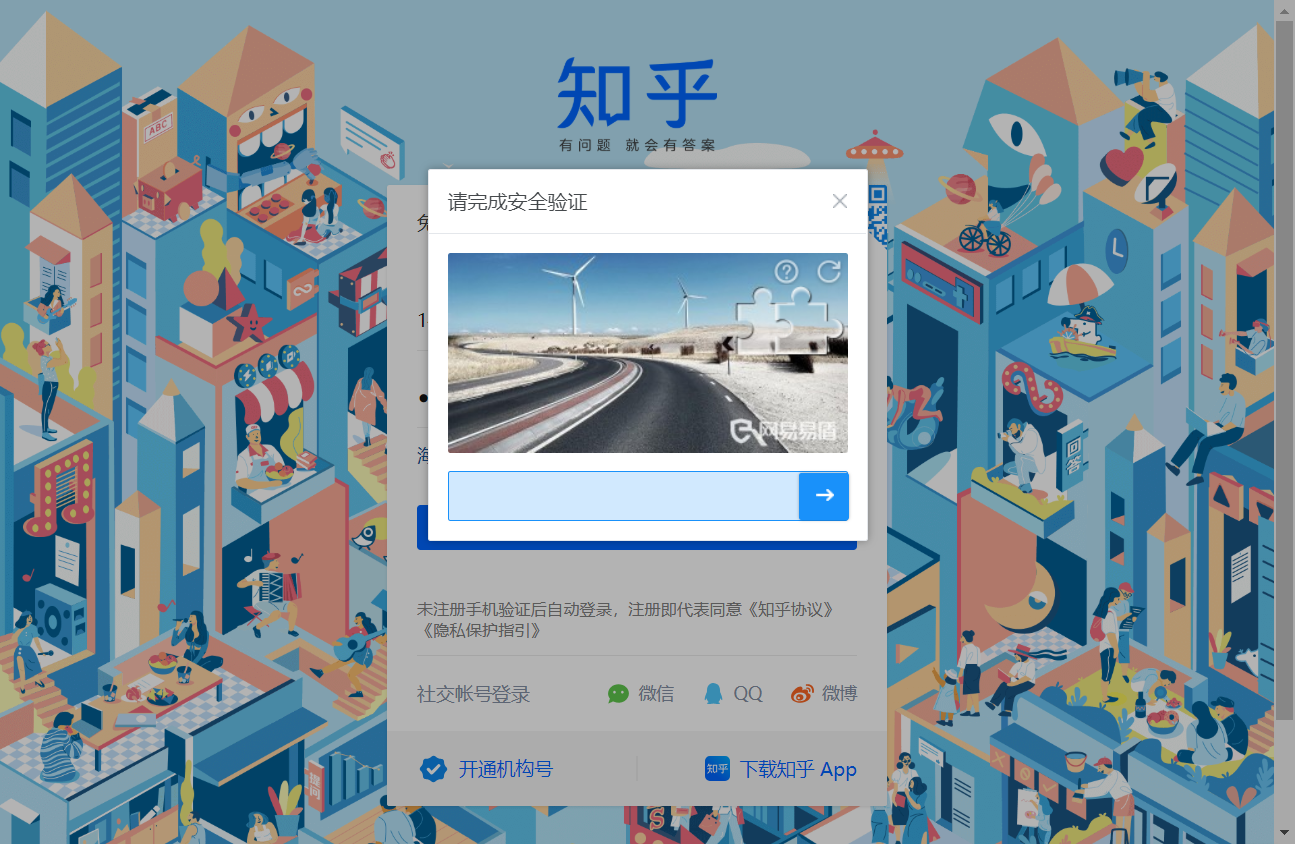 知乎
有问题 就会有答案
ABC
请完成安全验证
免
1
网易易盾
海
回答
未注册手机验证后自动登录，注册即代表同意《知乎协议》
《隐私保护指引》
社交帐号登录
微信
QQ
微博
提问
开通机构号
知乎
下载知乎 App
S